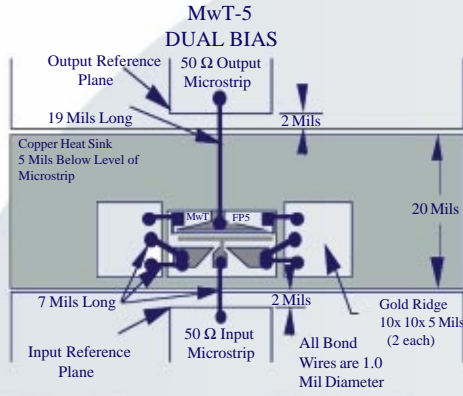 MwT-5
DUAL BIAS
Output Reference
Plane
50 Ω Output
Microstrip
19 Mils Long
2 Mils
Copper Heat Sink
5 Mils Below Level of
Microstrip
20 Mils
MwT
FP5
7 Mils Long
2 Mils
Gold Ridge
10x 10x 5 Mils
(2 each)
50 Ω Input
Microstrip
Input Reference
Plane
All Bond
Wires are 1.0
Mil Diameter